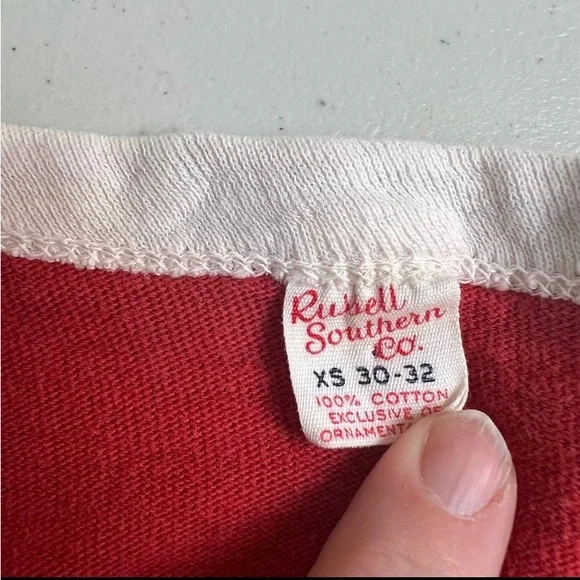 Russell
Southern
Co.
XS 30-32
100% COTTON
EXCLUSIVE OF